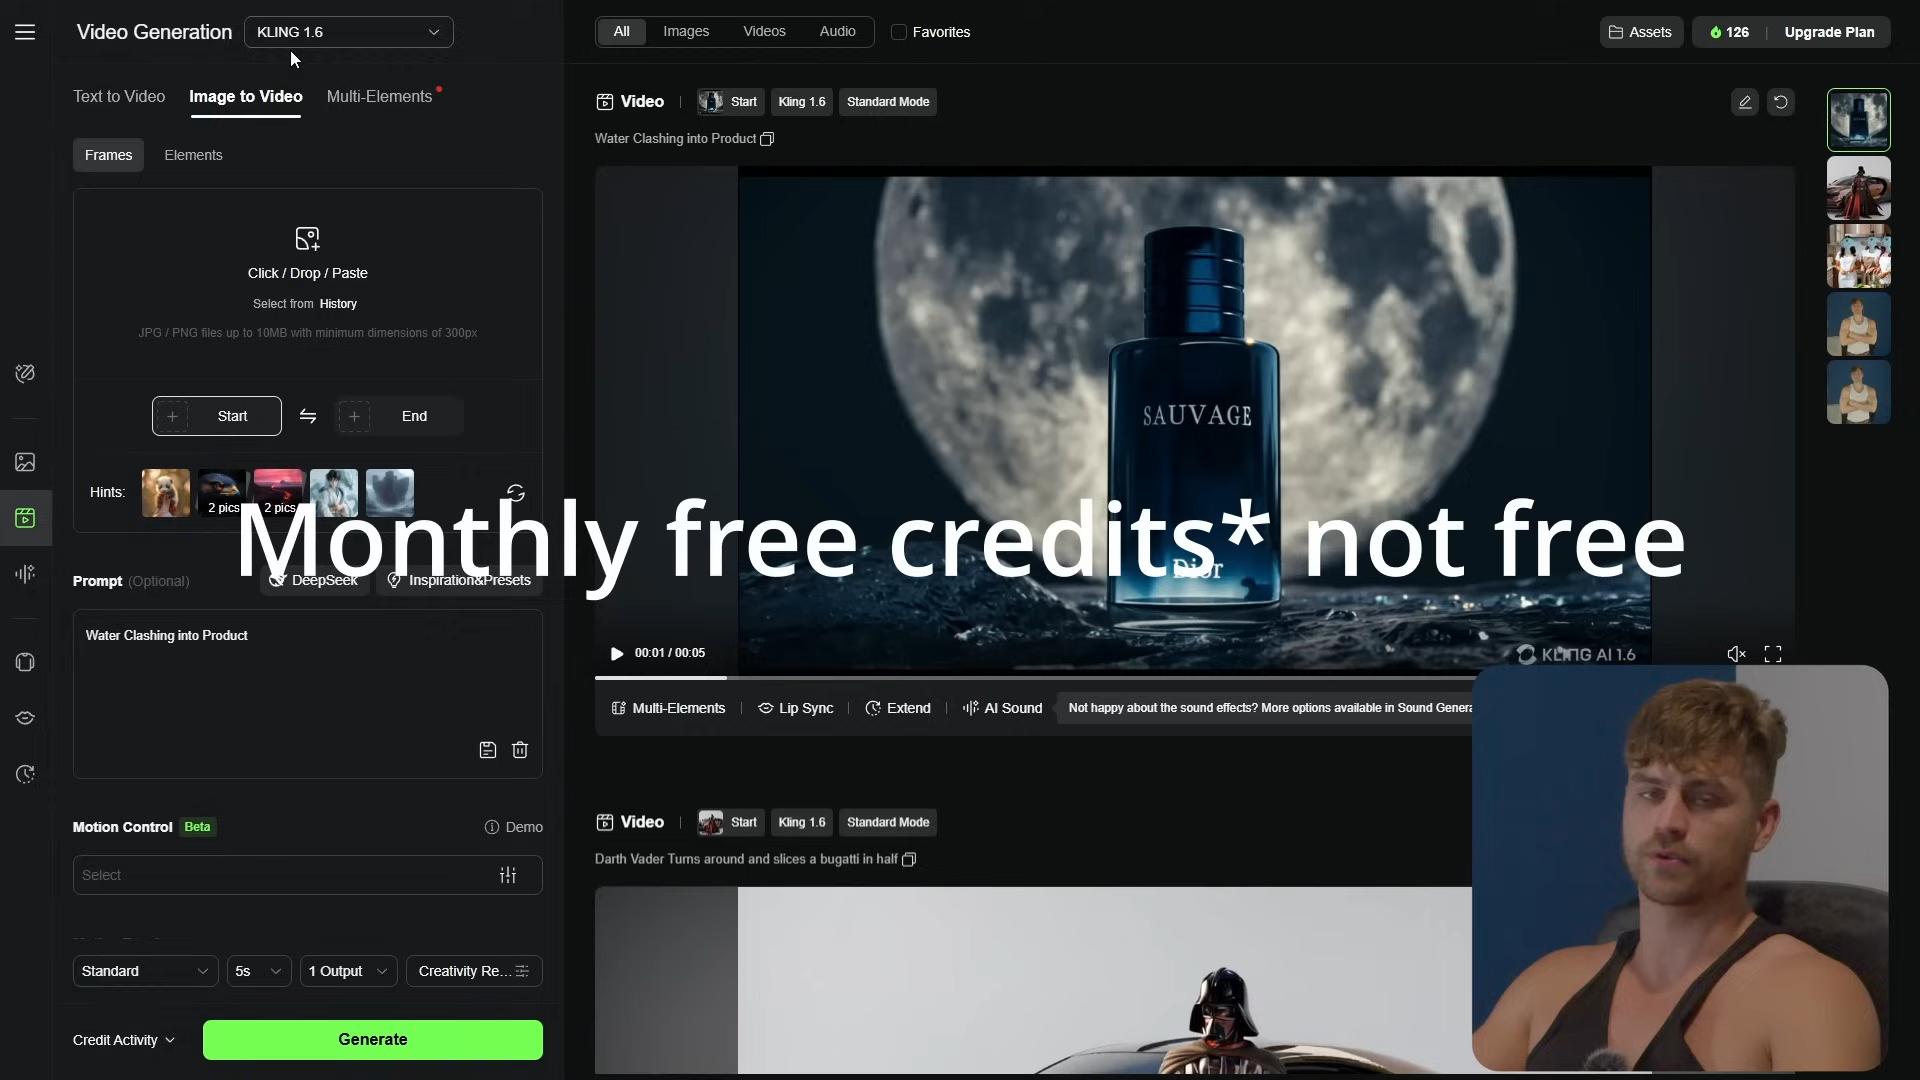 Video Generation
KLING 1.6
All
Images
Videos
Audio
Favorites
Assets
126
Upgrade Plan
Text to Video
Image to Video
Multi-Elements
Frames
Elements
Click / Drop / Paste
Select from History
JPG / PNG files up to 10MB with minimum dimensions of 300px
Start
End
Hints:
2 pics
2 pics
Prompt (Optional)
DeepSeek
Inspiration&Presets
Water Clashing into Product
Motion Control
Beta
Demo
Select
Standard
5s
1 Output
Creativity Re...
Credit Activity
Generate
Video
Start
Kling 1.6
Standard Mode
Water Clashing into Product
SAUVAGE
Dior
Monthly free credits* not free
00:01 / 00:05
KLING AI 1.6
Multi-Elements
Lip Sync
Extend
AI Sound
Not happy about the sound effects? More options available in Sound Genera
Video
Start
Kling 1.6
Standard Mode
Darth Vader Turns around and slices a bugatti in half